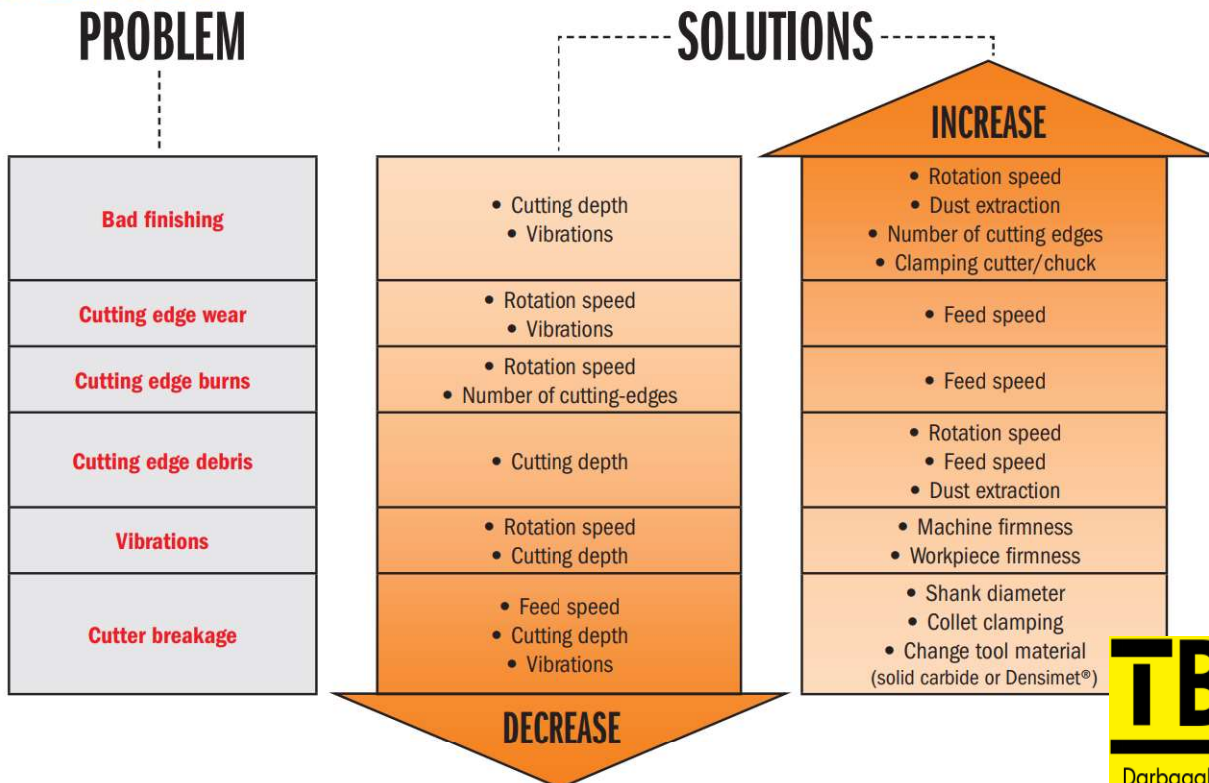 PROBLEM
SOLUTIONS
INCREASE
Bad finishing
• Cutting depth
• Vibrations
• Rotation speed
• Dust extraction
• Number of cutting edges
• Clamping cutter/chuck
Cutting edge wear
• Rotation speed
• Vibrations
• Feed speed
Cutting edge burns
• Rotation speed
• Number of cutting-edges
• Feed speed
Cutting edge debris
• Cutting depth
• Rotation speed
• Feed speed
• Dust extraction
Vibrations
• Rotation speed
• Cutting depth
• Machine firmness
• Workpiece firmness
Cutter breakage
• Feed speed
• Cutting depth
• Vibrations
• Shank diameter
• Collet clamping
• Change tool material
(solid carbide or Densimet®)
DECREASE
TB